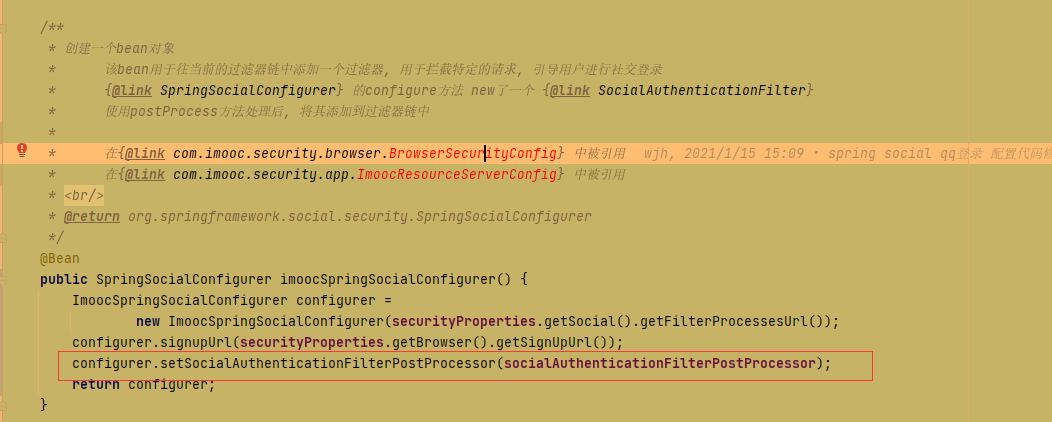 /**
* 创建一个bean对象
* 该bean用于往当前的过滤器链中添加一个过滤器, 用于拦截特定的请求, 引导用户进行社交登录
* {@link SpringSocialConfigurer} 的configure方法 new了一个 {@link SocialAuthenticationFilter}
* 使用postProcess方法处理后, 将其添加到过滤器链中
*
* 在{@link com.imooc.security.browser.BrowserSecurityConfig} 中被引用 wjh, 2021/1/15 15:09 • spring social qq登录 配置代码
* 在{@link com.imooc.security.app.ImoocResourceServerConfig} 中被引用
* <br/>
* @return org.springframework.social.security.SpringSocialConfigurer
*/
@Bean
public SpringSocialConfigurer imoocSpringSocialConfigurer() {
ImoocSpringSocialConfigurer configurer =
new ImoocSpringSocialConfigurer(securityProperties.getSocial().getFilterProcessesUrl());
configurer.signupUrl(securityProperties.getBrowser().getSignUpUrl());
configurer.setSocialAuthenticationFilterPostProcessor(socialAuthenticationFilterPostProcessor);
return configurer;
}